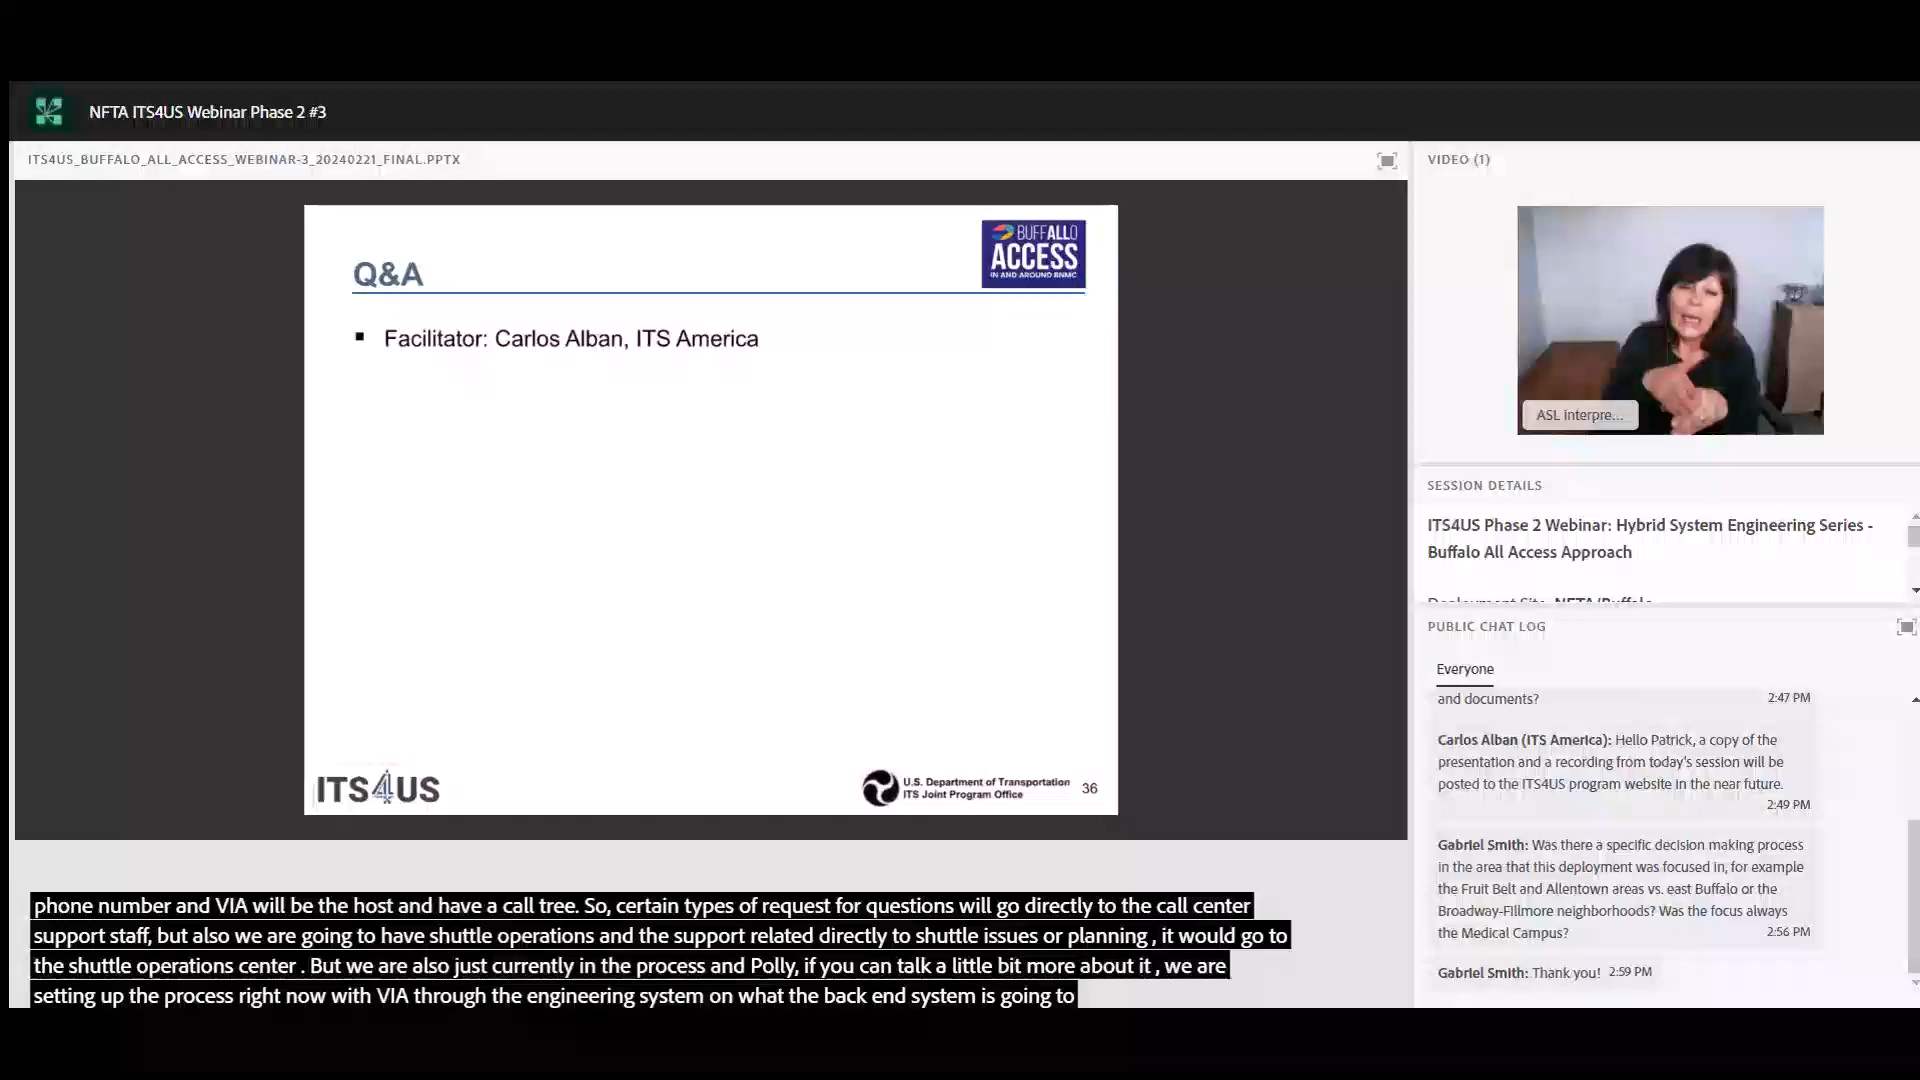 NFTA ITS4US Webinar Phase 2 #3
ITS4US_BUFFALO_ALL_ACCESS_WEBINAR-3_20240221_FINAL.PPTX
Q&A
BUFFALLO
ACCESS
IN AND AROUND BNMC
▪ Facilitator: Carlos Alban, ITS America
ITS4US
U.S. Department of Transportation
ITS Joint Program Office
36
phone number and VIA will be the host and have a call tree. So, certain types of request for questions will go directly to the call center
support staff, but also we are going to have shuttle operations and the support related directly to shuttle issues or planning , it would go to
the shuttle operations center . But we are also just currently in the process and Polly, if you can talk a little bit more about it , we are
setting up the process right now with VIA through the engineering system on what the back end system is going to
VIDEO (1)
ASL interpre...
SESSION DETAILS
ITS4US Phase 2 Webinar: Hybrid System Engineering Series -
Buffalo All Access Approach
PUBLIC CHAT LOG
Everyone
and documents? 2:47 PM
Carlos Alban (ITS America): Hello Patrick, a copy of the
presentation and a recording from today's session will be
posted to the ITS4US program website in the near future.
2:49 PM
Gabriel Smith: Was there a specific decision making process
in the area that this deployment was focused in, for example
the Fruit Belt and Allentown areas vs. east Buffalo or the
Broadway-Fillmore neighborhoods? Was the focus always
the Medical Campus? 2:56 PM
Gabriel Smith: Thank you! 2:59 PM